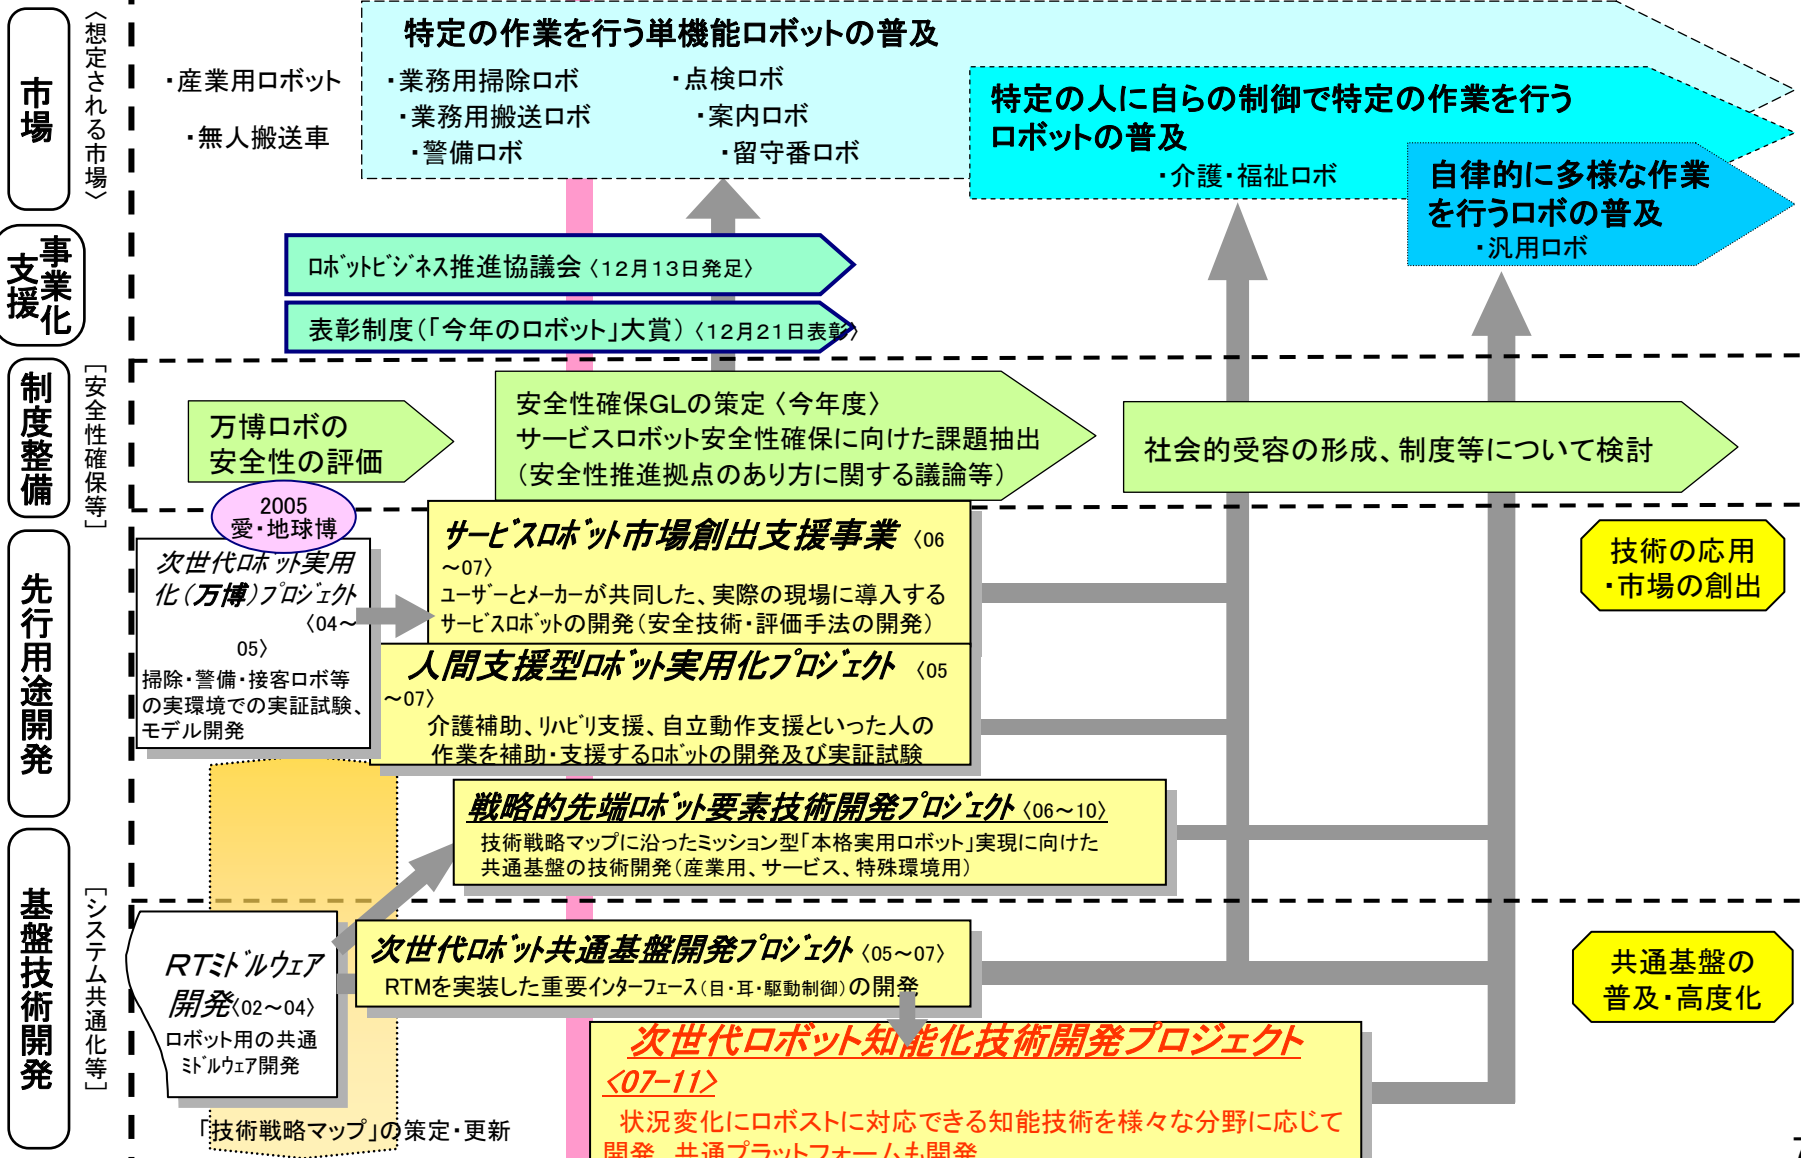 市場
〈想定される市場〉
・産業用ロボット
・無人搬送車
特定の作業を行う単機能ロボットの普及
・業務用掃除ロボ
・業務用搬送ロボ
・警備ロボ
・点検ロボ
・案内ロボ
・留守番ロボ
特定の人に自らの制御で特定の作業を行う
ロボットの普及
・介護・福祉ロボ
自律的に多様な作業
を行うロボの普及
・汎用ロボ
事業化
支援
ﾛﾎﾞｯﾄﾋﾞｼﾞﾈｽ推進協議会〈12月13日発足〉
表彰制度(「今年のロボット」大賞)〈12月21日表彰〉
制度整備
[安全性確保等]
万博ロボの
安全性の評価
安全性確保GLの策定〈今年度〉
サービスロボット安全性確保に向けた課題抽出
(安全性推進拠点のあり方に関する議論等)
社会的受容の形成、制度等について検討
先行用途開発
2005
愛・地球博
次世代ﾛﾎﾞｯﾄ実用
化(万博)ﾌﾟﾛｼﾞｪｸﾄ
〈04～
05〉
掃除・警備・接客ロボ等
の実環境での実証試験、
モデル開発
ｻｰﾋﾞｽﾛﾎﾞｯﾄ市場創出支援事業〈06
～07〉
ﾕｰｻﾞｰとﾒｰｶｰが共同した、実際の現場に導入する
ｻｰﾋﾞｽﾛﾎﾞｯﾄの開発(安全技術・評価手法の開発)
人間支援型ﾛﾎﾞｯﾄ実用化ﾌﾟﾛｼﾞｪｸﾄ〈05
～07〉
介護補助、ﾘﾊﾋﾞﾘ支援、自立動作支援といった人の
作業を補助・支援するﾛﾎﾞｯﾄの開発及び実証試験
戦略的先端ﾛﾎﾞｯﾄ要素技術開発ﾌﾟﾛｼﾞｪｸﾄ〈06～10〉
技術戦略マップに沿ったミッション型「本格実用ロボット」実現に向けた
共通基盤の技術開発(産業用、サービス、特殊環境用)
技術の応用
・市場の創出
基盤技術開発
[システム共通化等]
RTﾐﾄﾞﾙｳｪｱ
開発〈02～04〉
ロボット用の共通
ﾐﾄﾞﾙｳｪｱ開発
次世代ﾛﾎﾞｯﾄ共通基盤開発ﾌﾟﾛｼﾞｪｸﾄ〈05～07〉
RTMを実装した重要ｲﾝﾀｰﾌｪｰｽ(目・耳・駆動制御)の開発
次世代ロボット知能化技術開発プロジェクト
〈07-11〉
状況変化にロボストに対応できる知能技術を様々な分野に応じて
開発、共通プラットフォームも開発
共通基盤の
普及・高度化
「技術戦略マップ」の策定・更新
7